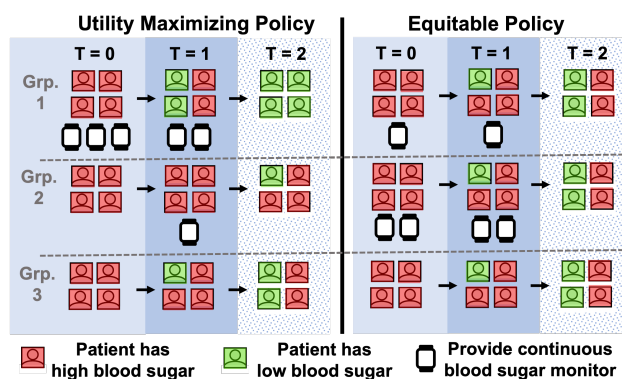 Utility Maximizing Policy
Equitable Policy
T = 0
T = 1
T = 2
T = 0
T = 1
T = 2
Grp.
1
Grp.
2
Grp.
3
Patient has
high blood sugar
Patient has
low blood sugar
Provide continuous
blood sugar monitor